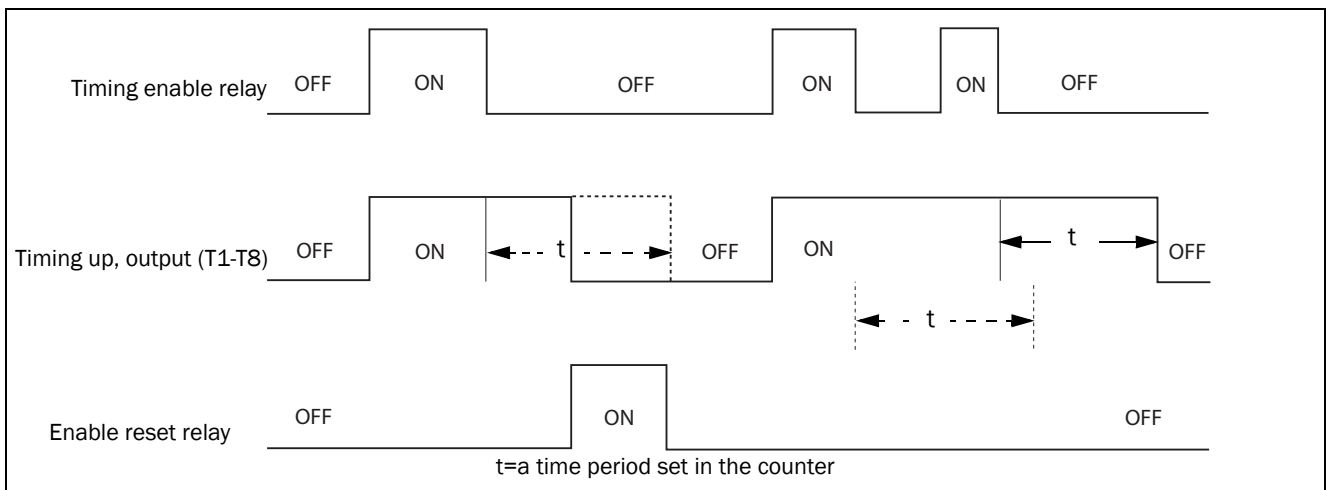 Timing enable relay OFF ON OFF ON ON OFF
Timing up, output (T1-T8) OFF ON t OFF ON t OFF
t
Enable reset relay OFF ON OFF
t=a time period set in the counter